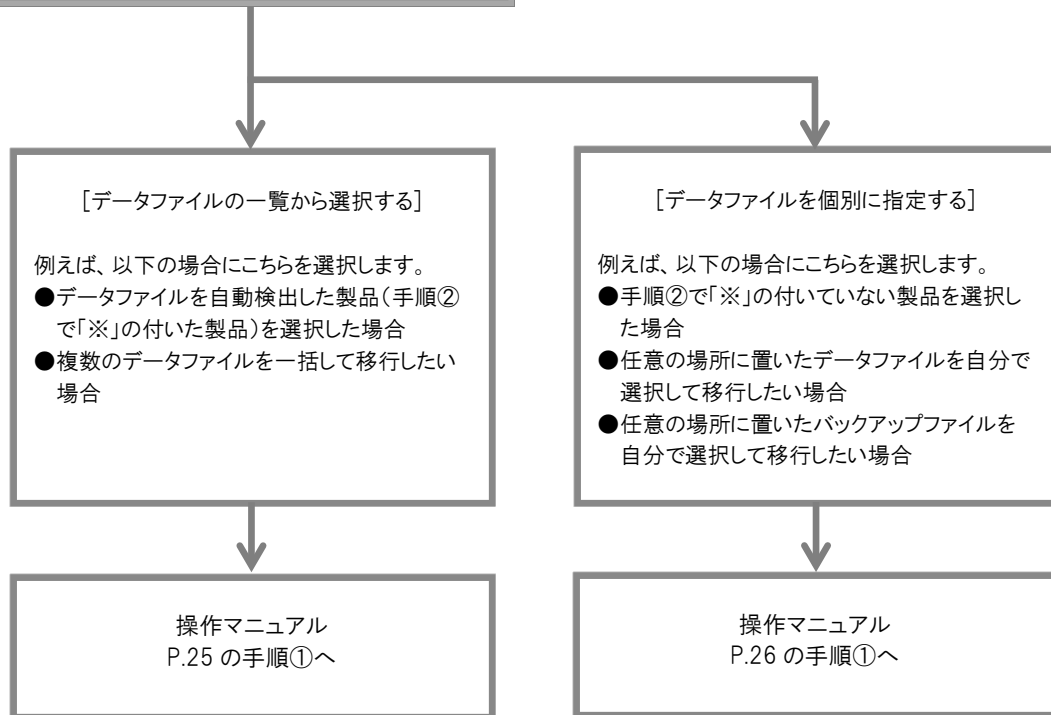 [データファイルの一覧から選択する]
例えば、以下の場合にこちらを選択します。
●データファイルを自動検出した製品(手順②
で「※」の付いた製品)を選択した場合
●複数のデータファイルを一括して移行したい
場合
[データファイルを個別に指定する]
例えば、以下の場合にこちらを選択します。
●手順②で「※」の付いていない製品を選択し
た場合
●任意の場所に置いたデータファイルを自分で
選択して移行したい場合
●任意の場所に置いたバックアップファイルを
自分で選択して移行したい場合
操作マニュアル
P.25 の手順①へ
操作マニュアル
P.26 の手順①へ